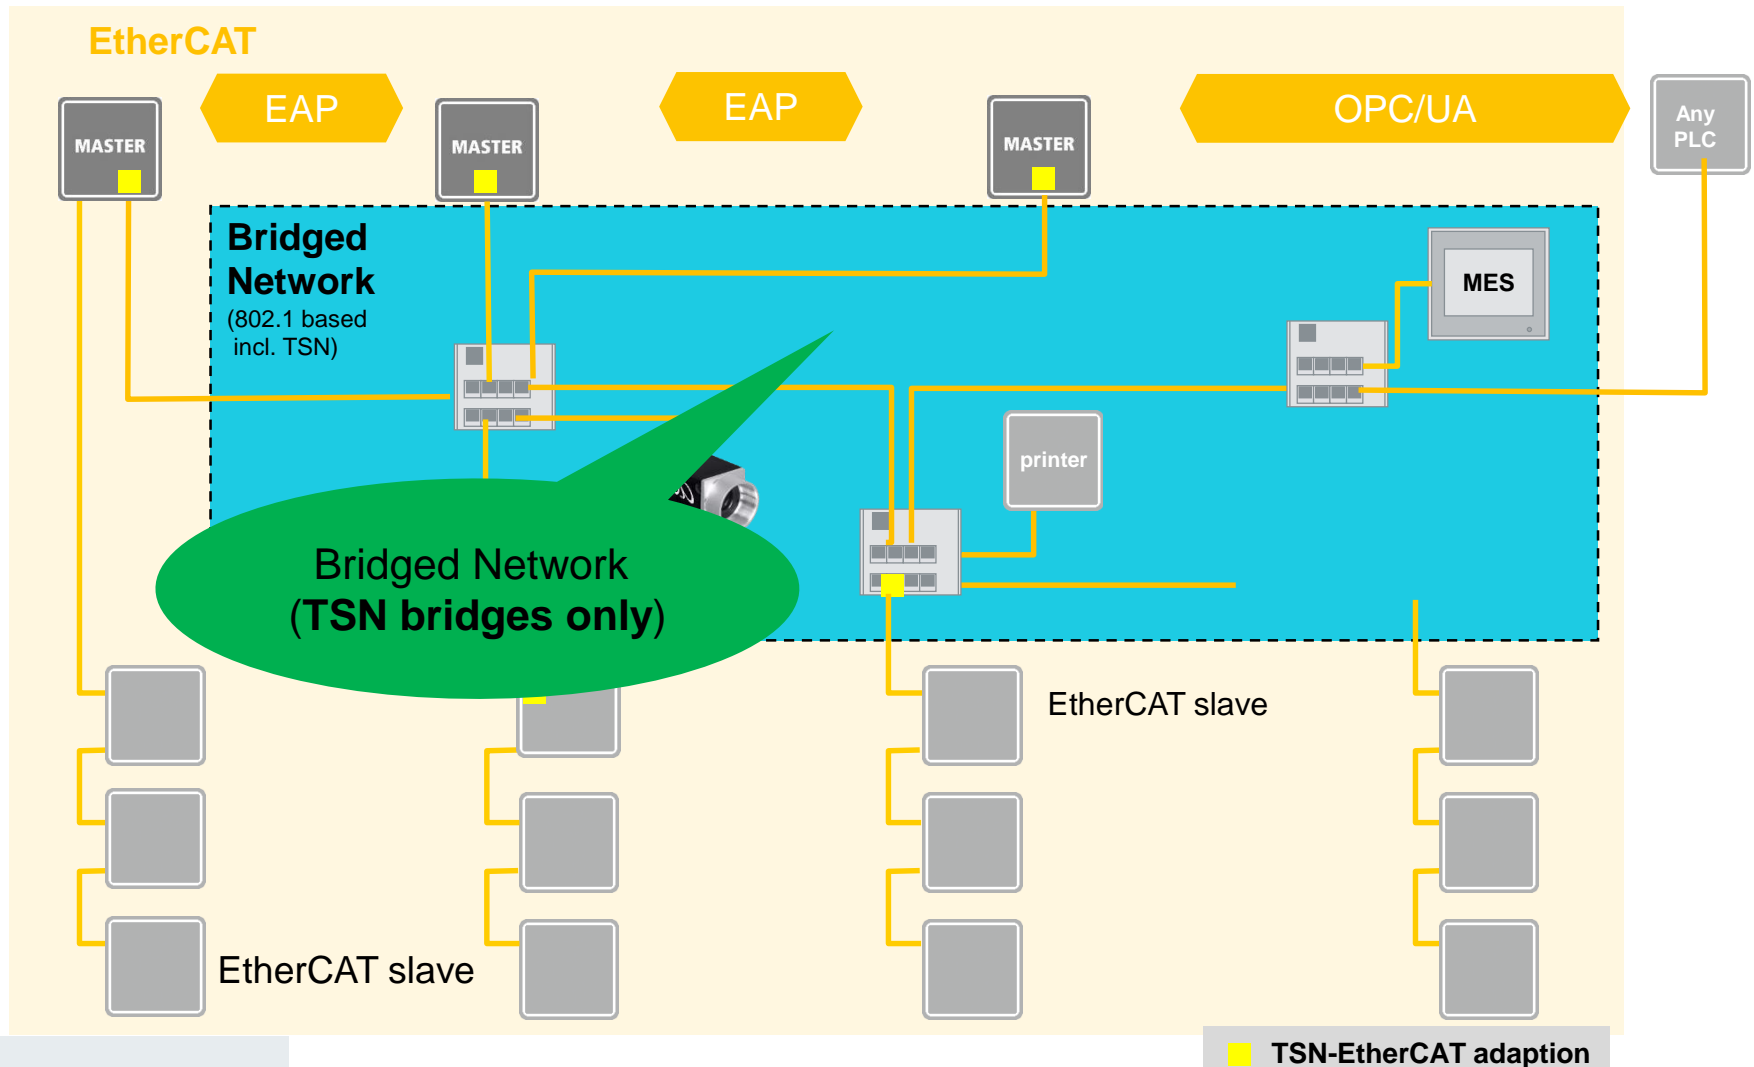 EtherCAT
EAP
EAP
OPC/UA
MASTER
MASTER
MASTER
Any
PLC
Bridged
Network
(802.1 based
incl. TSN)
MES
printer
Bridged Network
(TSN bridges only)
EtherCAT slave
EtherCAT slave
TSN-EtherCAT adaption